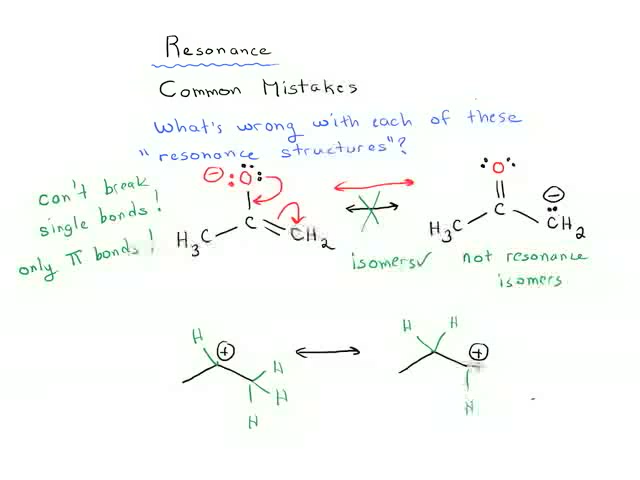 Resonance
Common Mistakes
What's wrong with each of these
"resonance structures"?
can't break
single bonds!
only π bonds!
⊖ :Ö:
C
H3C CH2
isomers✓
:O:
⊖
C
H3C C̈H2
not resonance
isomers
H ⊕
H
H
H
H H
⊕
H
H